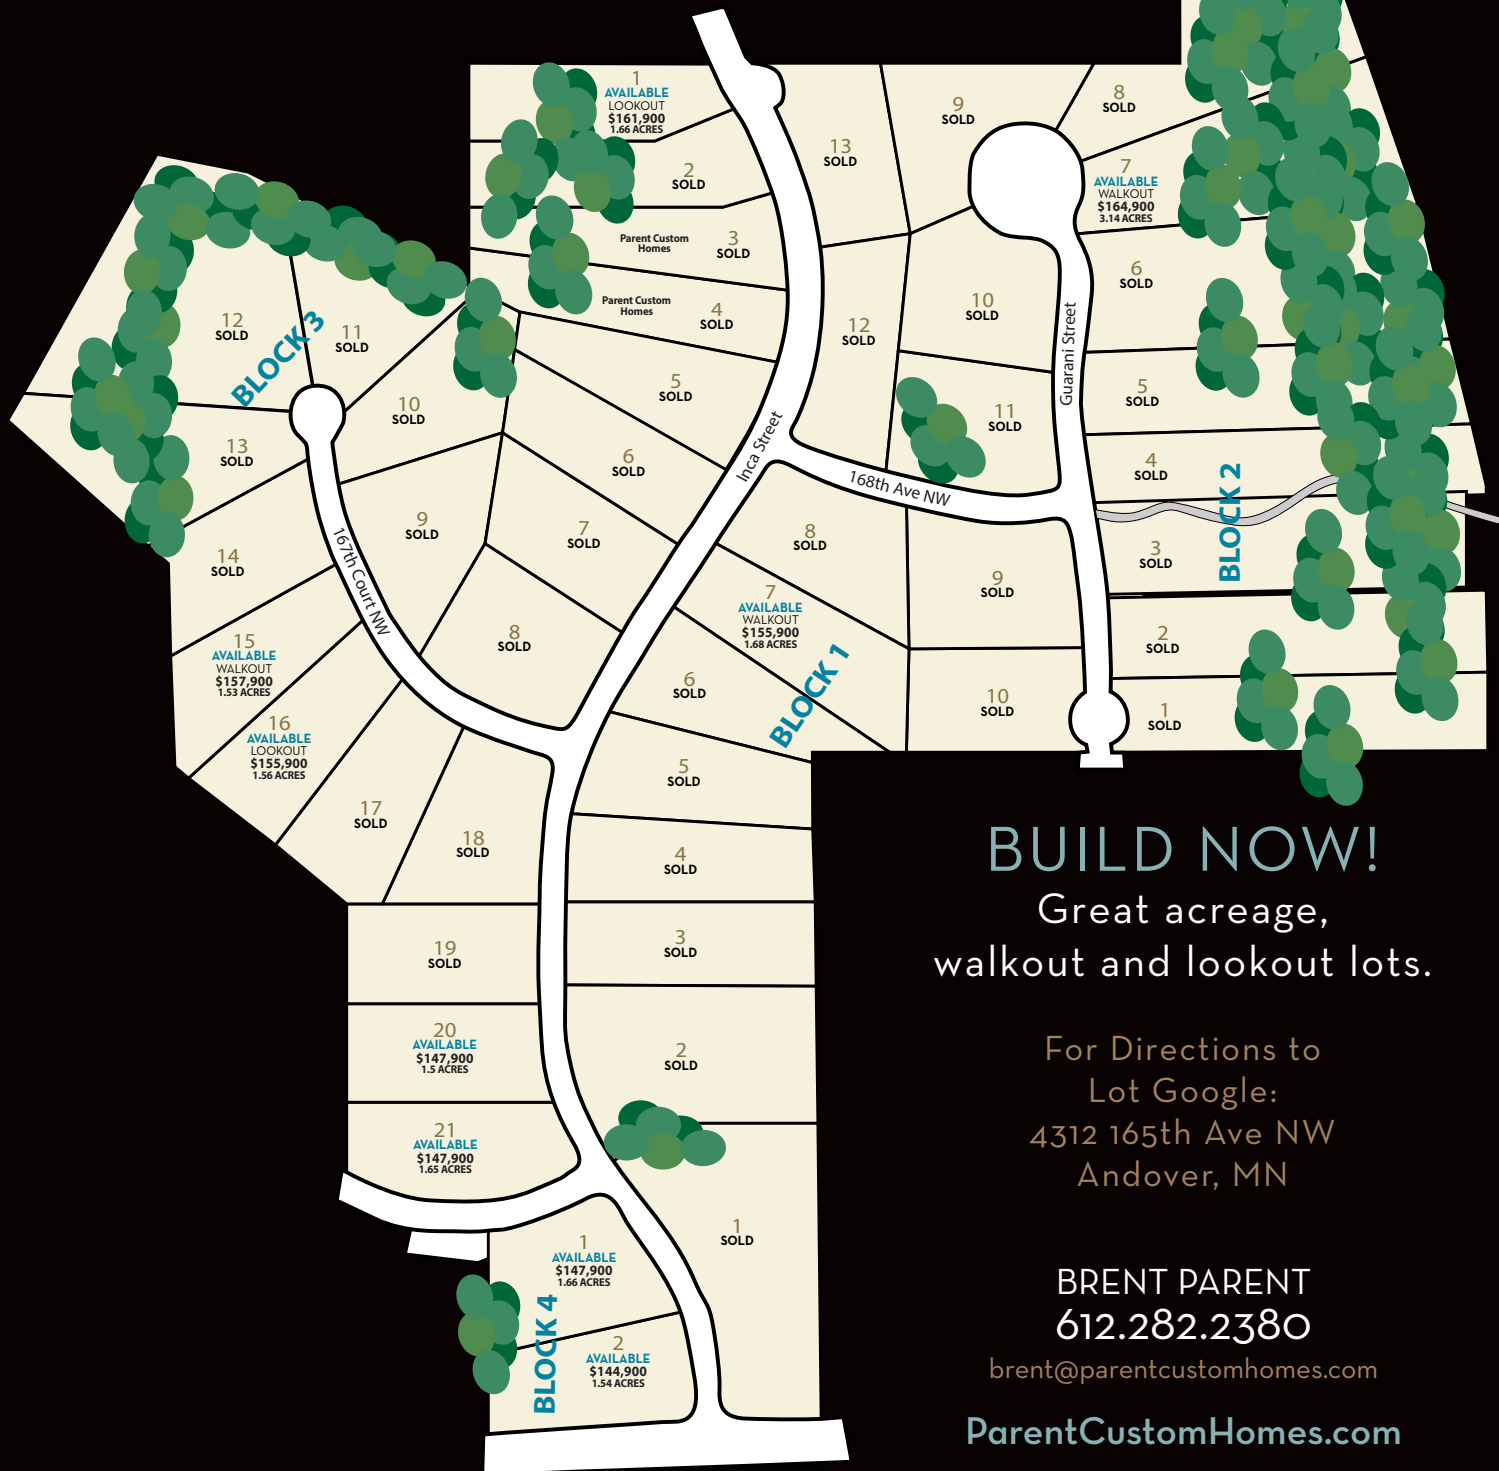 1
AVAILABLE
LOOKOUT
$161,900
1.66 ACRES
2
SOLD
Parent Custom
Homes
3
SOLD
Parent Custom
Homes
4
SOLD
5
SOLD
6
SOLD
7
SOLD
8
SOLD
9
SOLD
10
SOLD
11
SOLD
12
SOLD
BLOCK 3
13
SOLD
14
SOLD
15
AVAILABLE
WALKOUT
$157,900
1.53 ACRES
16
AVAILABLE
LOOKOUT
$155,900
1.56 ACRES
17
SOLD
18
SOLD
19
SOLD
20
AVAILABLE
$147,900
1.5 ACRES
21
AVAILABLE
$147,900
1.65 ACRES
167th Court NW
Inca Street
168th Ave NW
Guarani Street
13
SOLD
12
SOLD
9
SOLD
10
SOLD
11
SOLD
8
SOLD
7
AVAILABLE
WALKOUT
$164,900
3.14 ACRES
6
SOLD
5
SOLD
4
SOLD
BLOCK 2
3
SOLD
2
SOLD
1
SOLD
8
SOLD
9
SOLD
10
SOLD
7
AVAILABLE
WALKOUT
$155,900
1.68 ACRES
BLOCK 1
6
SOLD
5
SOLD
4
SOLD
3
SOLD
2
SOLD
1
SOLD
1
AVAILABLE
$147,900
1.66 ACRES
BLOCK 4
2
AVAILABLE
$144,900
1.54 ACRES
BUILD NOW!
Great acreage,
walkout and lookout lots.
For Directions to
Lot Google:
4312 165th Ave NW
Andover, MN
BRENT PARENT
612.282.2380
brent@parentcustomhomes.com
ParentCustomHomes.com